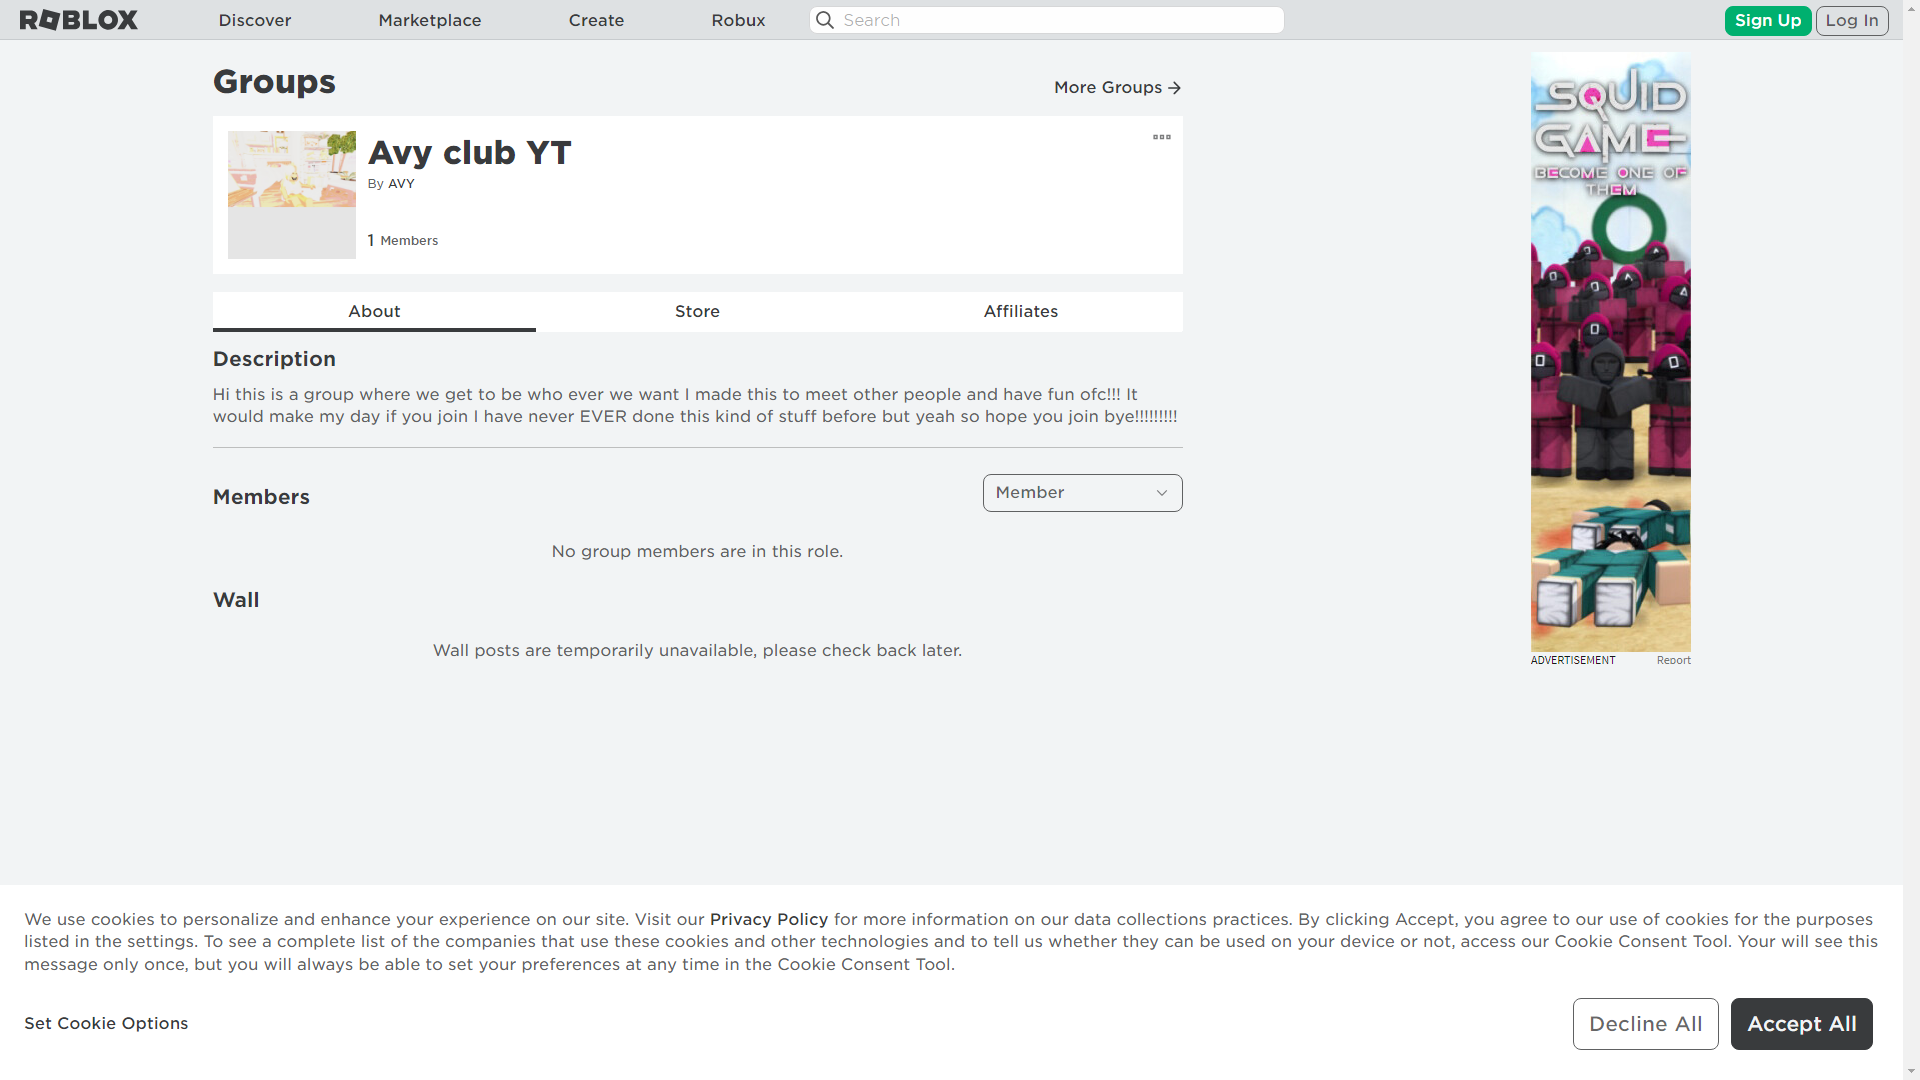 ROBLOX Discover Marketplace Create Robux Search Sign Up Log In
Groups
More Groups
Avy club YT
By AVY
1 Members
About Store Affiliates
Description
Hi this is a group where we get to be who ever we want I made this to meet other people and have fun ofc!!! It
would make my day if you join I have never EVER done this kind of stuff before but yeah so hope you join bye!!!!!!!!!
Members
Member
No group members are in this role.
Wall
Wall posts are temporarily unavailable, please check back later.
SQUID
GAME
BECOME ONE OF
THEM
ADVERTISEMENT Report
We use cookies to personalize and enhance your experience on our site. Visit our Privacy Policy for more information on our data collections practices. By clicking Accept, you agree to our use of cookies for the purposes
listed in the settings. To see a complete list of the companies that use these cookies and other technologies and to tell us whether they can be used on your device or not, access our Cookie Consent Tool. Your will see this
message only once, but you will always be able to set your preferences at any time in the Cookie Consent Tool.
Set Cookie Options
Decline All
Accept All